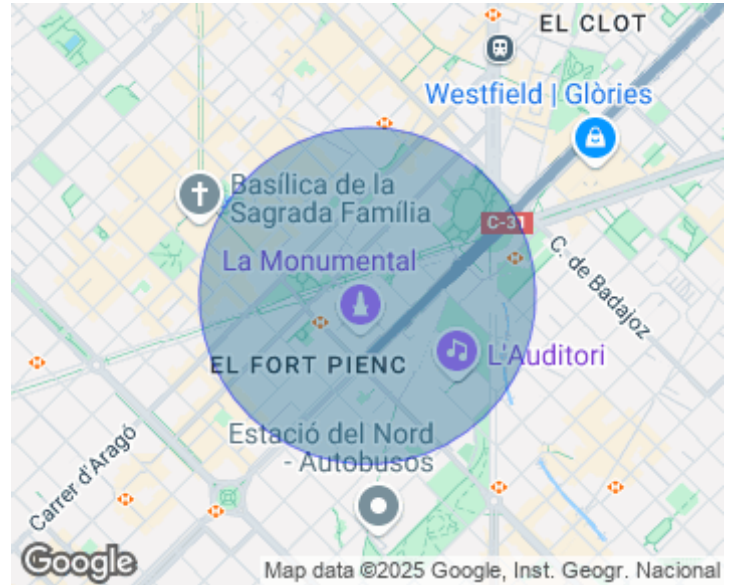 EL CLOT
Westfield | Glòries
Basílica de la
Sagrada Família
C-31
La Monumental
C. de Badajoz
L'Auditori
EL FORT PIENC
Estació del Nord
- Autobusos
Carrer d'Aragó
Google
Map data ©2025 Google, Inst. Geogr. Nacional